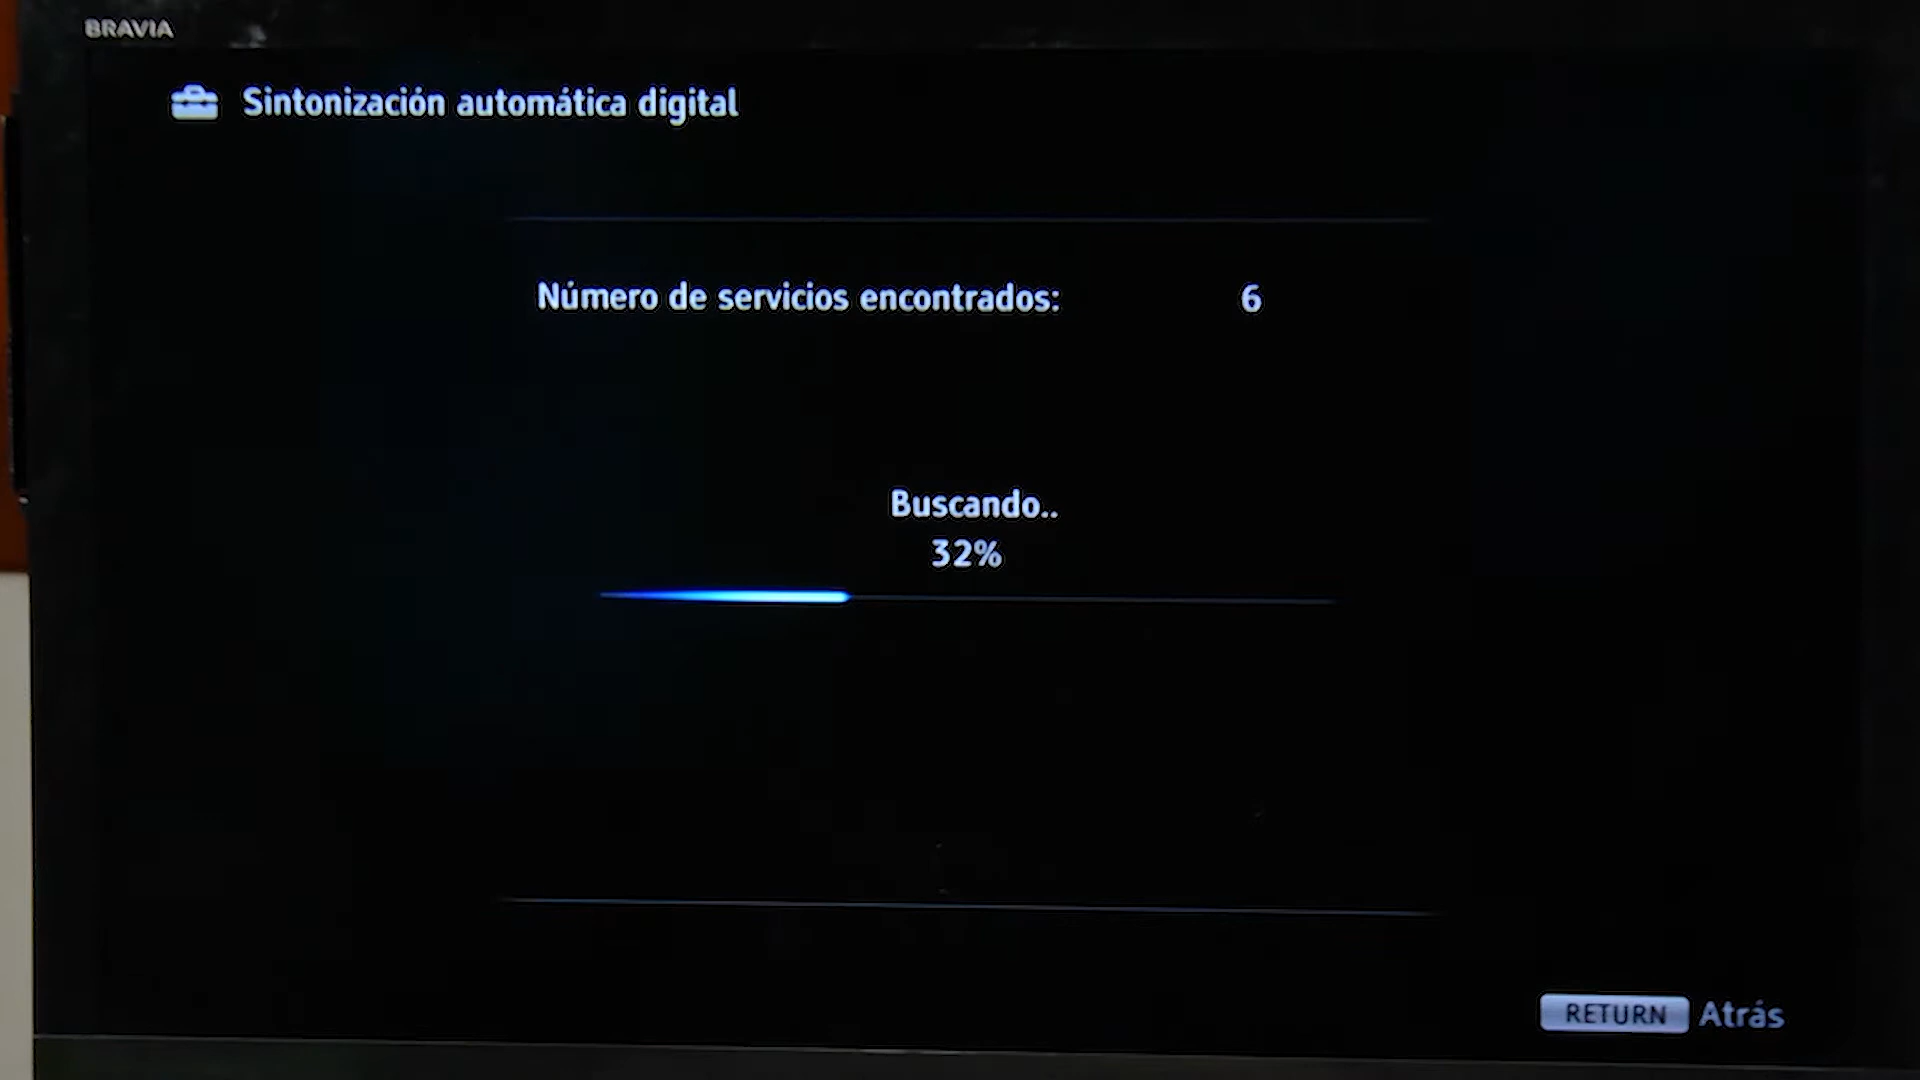 BRAVIA
Sintonización automática digital
Número de servicios encontrados: 6
Buscando..
32%
RETURN Atrás